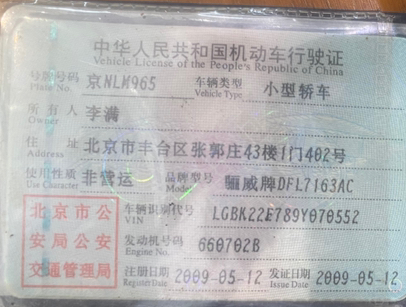 中华人民共和国机动车行驶证
Vehicle License of the People's Republic of China
号牌号码 京NLM965 车辆类型 小型轿车
Plate No. Vehicle Type
所有人 李满
Owner
住址 北京市丰台区张郭庄43楼1门402号
Address
使用性质 非营运 品牌型号 骊威牌DFL7163AC
Use Character Model
北京市公
安局公安
交通管理局
车辆识别代号 LGBK22E789Y070552
VIN
发动机号码 660702B
Engine No.
注册日期 2009-05-12 发证日期 2009-05-12
Register Date Issue Date